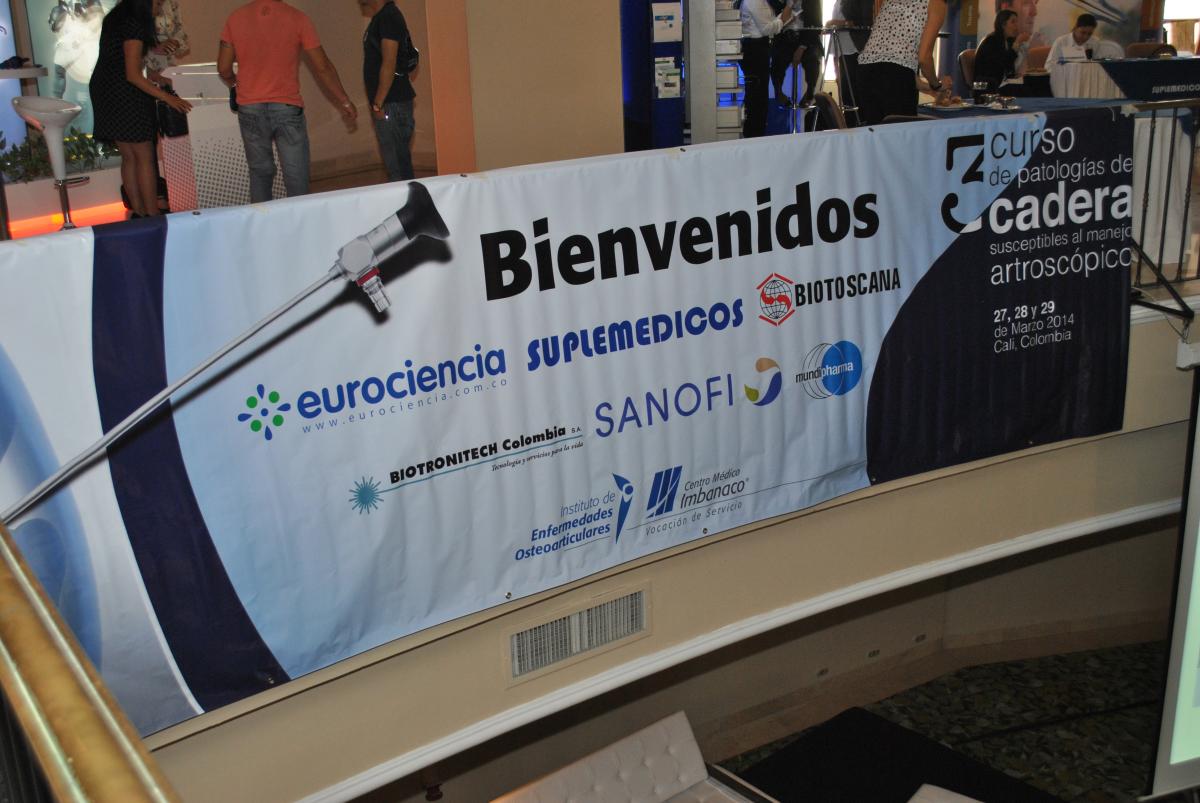 Bienvenidos
eurociencia
www.eurociencia.com.co
SUPLEMEDICOS
BIOTOSCANA
BIOTRONITECH Colombia S.A.
Tecnología y servicios para la vida
SANOFI
mundipharma
Instituto de
Enfermedades
Osteoarticulares
Centro Médico
Imbanaco®
Vocación de Servicio
3 curso
de patologías de
cadera
susceptibles al manejo
artroscópico
27, 28 y 29
de Marzo 2014
Cali, Colombia
SUPLEMEDICOS